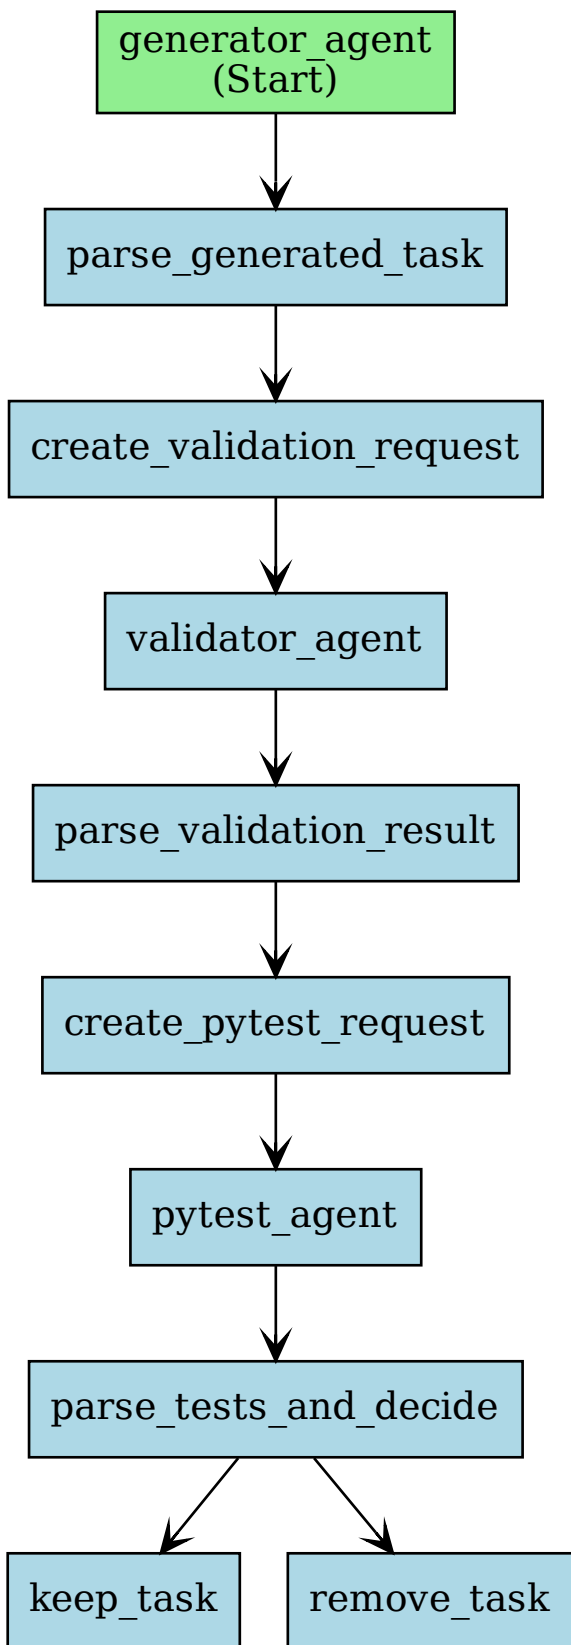 generator_agent
(Start)
parse_generated_task
create_validation_request
validator_agent
parse_validation_result
create_pytest_request
pytest_agent
parse_tests_and_decide
keep_task
remove_task